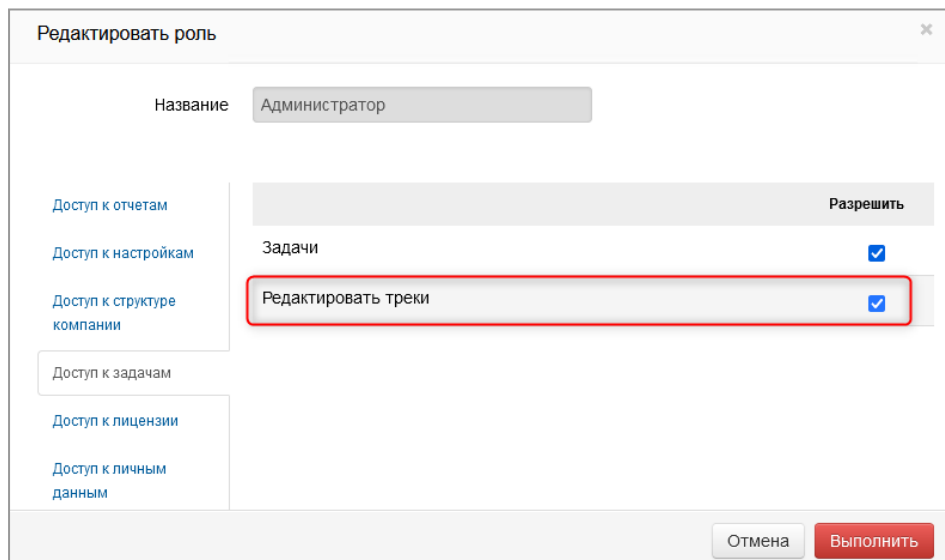 Редактировать роль
×
Название
Администратор
Доступ к отчетам
Доступ к настройкам
Доступ к структуре
компании
Доступ к задачам
Доступ к лицензии
Доступ к личным
данным
Разрешить
Задачи
Редактировать треки
Отмена
Выполнить